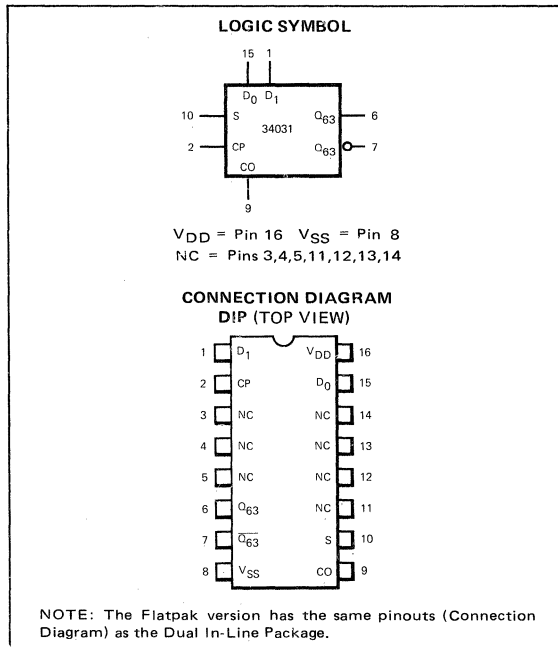 LOGIC SYMBOL
15 1
D0 D1
10 S Q63 6
34031
2 CP Q63 7
CO
9
VDD = Pin 16 VSS = Pin 8
NC = Pins 3,4,5,11,12,13,14
CONNECTION DIAGRAM
DIP (TOP VIEW)
1 D1 VDD 16
2 CP D0 15
3 NC NC 14
4 NC NC 13
5 NC NC 12
6 Q63 NC 11
7 Q̅6̅3̅ S 10
8 VSS CO 9
NOTE: The Flatpak version has the same pinouts (Connection
Diagram) as the Dual In-Line Package.